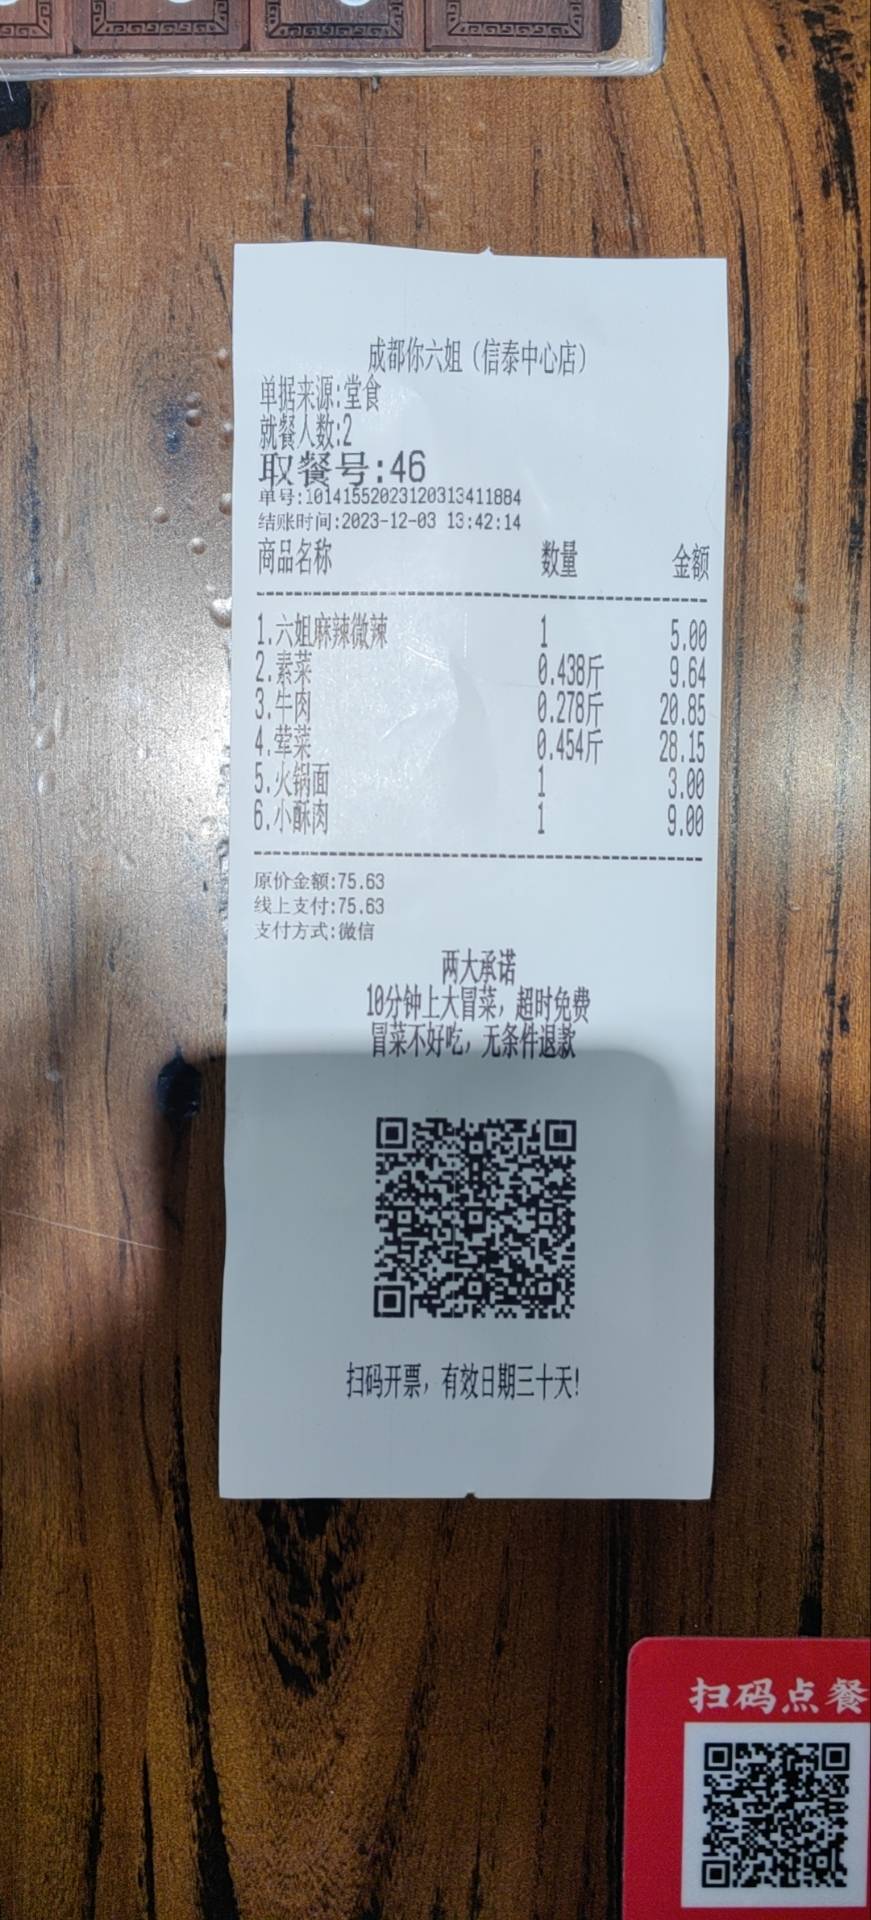 成都你六姐（信泰中心店）
单据来源:堂食
就餐人数:2
取餐号:46
单号:10141552023120313411884
结账时间:2023-12-03 13:42:14
商品名称 数量 金额
1.六姐麻辣微辣 1 5.00
2.素菜 0.438斤 9.64
3.牛肉 0.278斤 20.85
4.荤菜 0.454斤 28.15
5.火锅面 1 3.00
6.小酥肉 1 9.00
原价金额:75.63
线上支付:75.63
支付方式:微信
两大承诺
10分钟上大冒菜，超时免费
冒菜不好吃，无条件退款
扫码开票，有效日期三十天!
扫码点餐